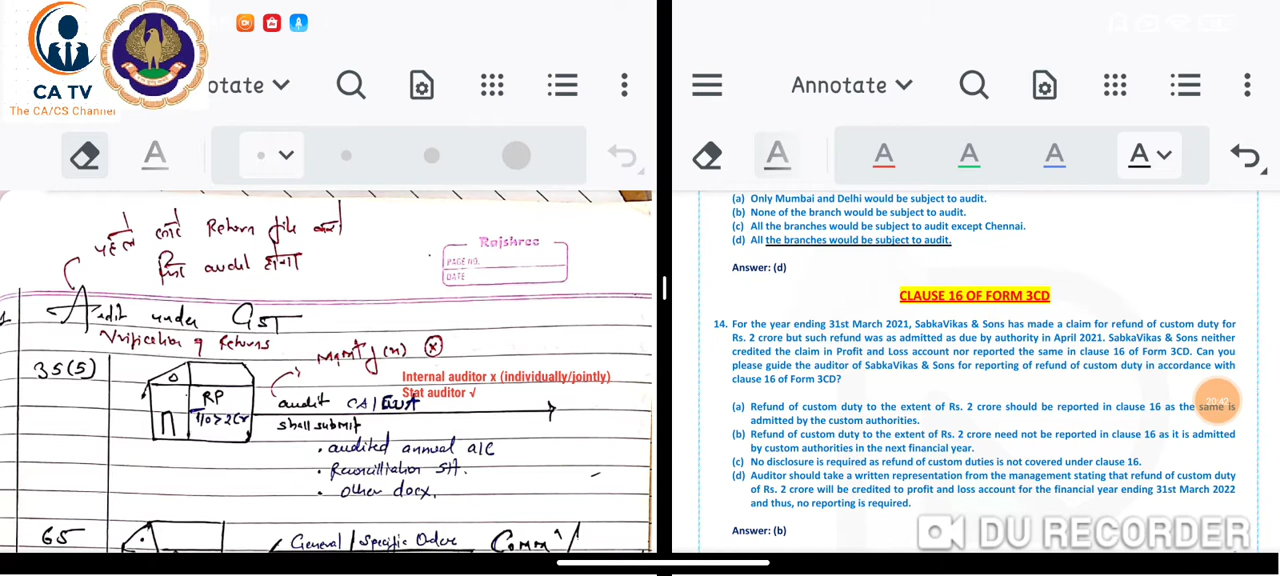 CA TV
The CA/CS Channel
otate
Annotate
A
A A A A A
पहले कोई Return file करो
फिर audit होगा
Rajshree
PAGE NO.
DATE
Audit under GST
Verification of Returns
35(5)
RP
T/O > 2Cr
Mgmt y (x)
Internal auditor x (individually/jointly)
Stat auditor √
audit CA/
shall submit
• audited annual a/c
• Reconcilliation St.
• Other docx.
65
General/Specific Order
Comm
(a) Only Mumbai and Delhi would be subject to audit.
(b) None of the branch would be subject to audit.
(c) All the branches would be subject to audit except Chennai.
(d) All the branches would be subject to audit.
Answer: (d)
CLAUSE 16 OF FORM 3CD
14. For the year ending 31st March 2021, SabkaVikas & Sons has made a claim for refund of custom duty for
Rs. 2 crore but such refund was as admitted as due by authority in April 2021. SabkaVikas & Sons neither
credited the claim in Profit and Loss account nor reported the same in clause 16 of Form 3CD. Can you
please guide the auditor of SabkaVikas & Sons for reporting of refund of custom duty in accordance with
clause 16 of Form 3CD?
(a) Refund of custom duty to the extent of Rs. 2 crore should be reported in clause 16 as the same is
admitted by the custom authorities.
(b) Refund of custom duty to the extent of Rs. 2 crore need not be reported in clause 16 as it is admitted
by custom authorities in the next financial year.
(c) No disclosure is required as refund of custom duties is not covered under clause 16.
(d) Auditor should take a written representation from the management stating that refund of custom duty
of Rs. 2 crore will be credited to profit and loss account for the financial year ending 31st March 2022
and thus, no reporting is required.
Answer: (b)
20:42
DU RECORDER